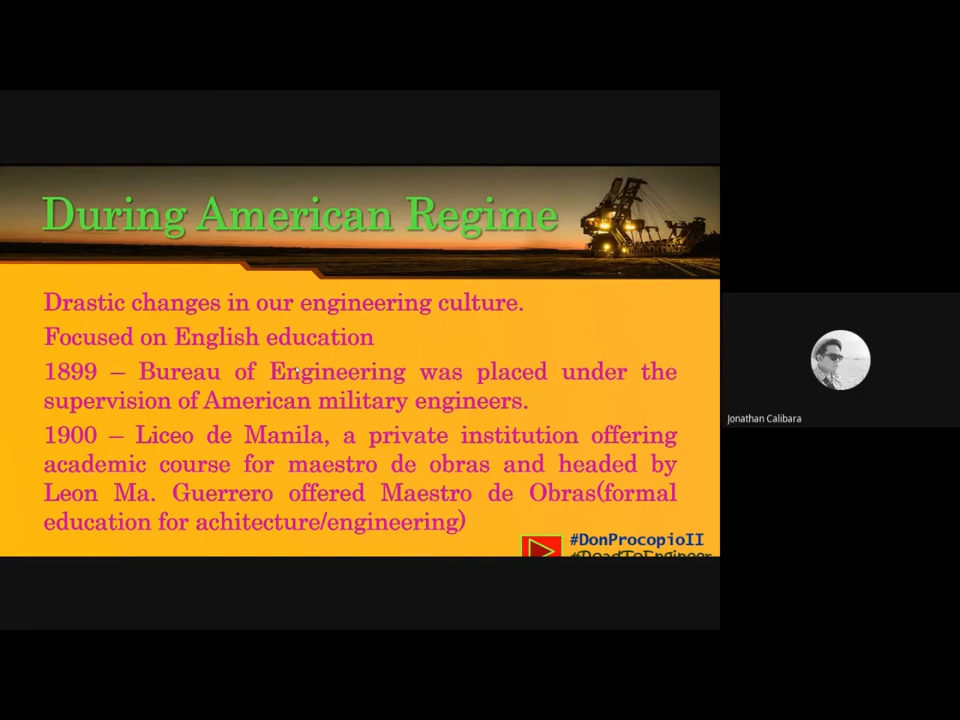 During American Regime
Drastic changes in our engineering culture.
Focused on English education
1899 – Bureau of Engineering was placed under the
supervision of American military engineers.
1900 – Liceo de Manila, a private institution offering
academic course for maestro de obras and headed by
Leon Ma. Guerrero offered Maestro de Obras(formal
education for achitecture/engineering)
#DonProcopioII
#RoadToEngineer
Jonathan Calibara